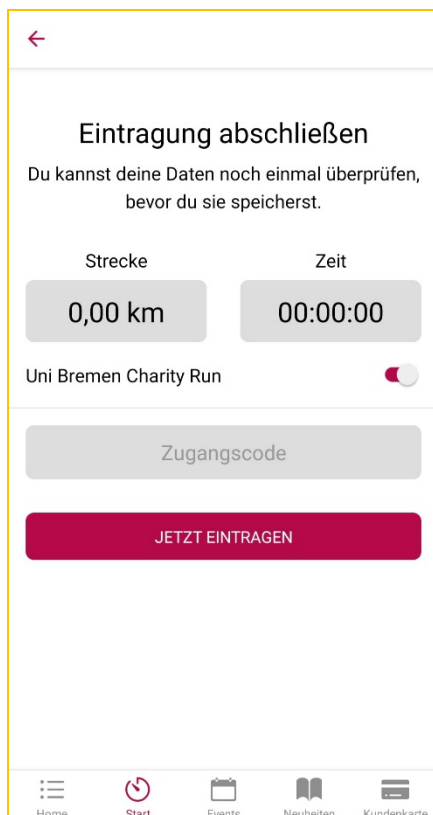 Eintragung abschließen
Du kannst deine Daten noch einmal überprüfen,
bevor du sie speicherst.
Strecke Zeit
0,00 km 00:00:00
Uni Bremen Charity Run
Zugangscode
JETZT EINTRAGEN
Home Start Events Neuheiten Kundenkarte